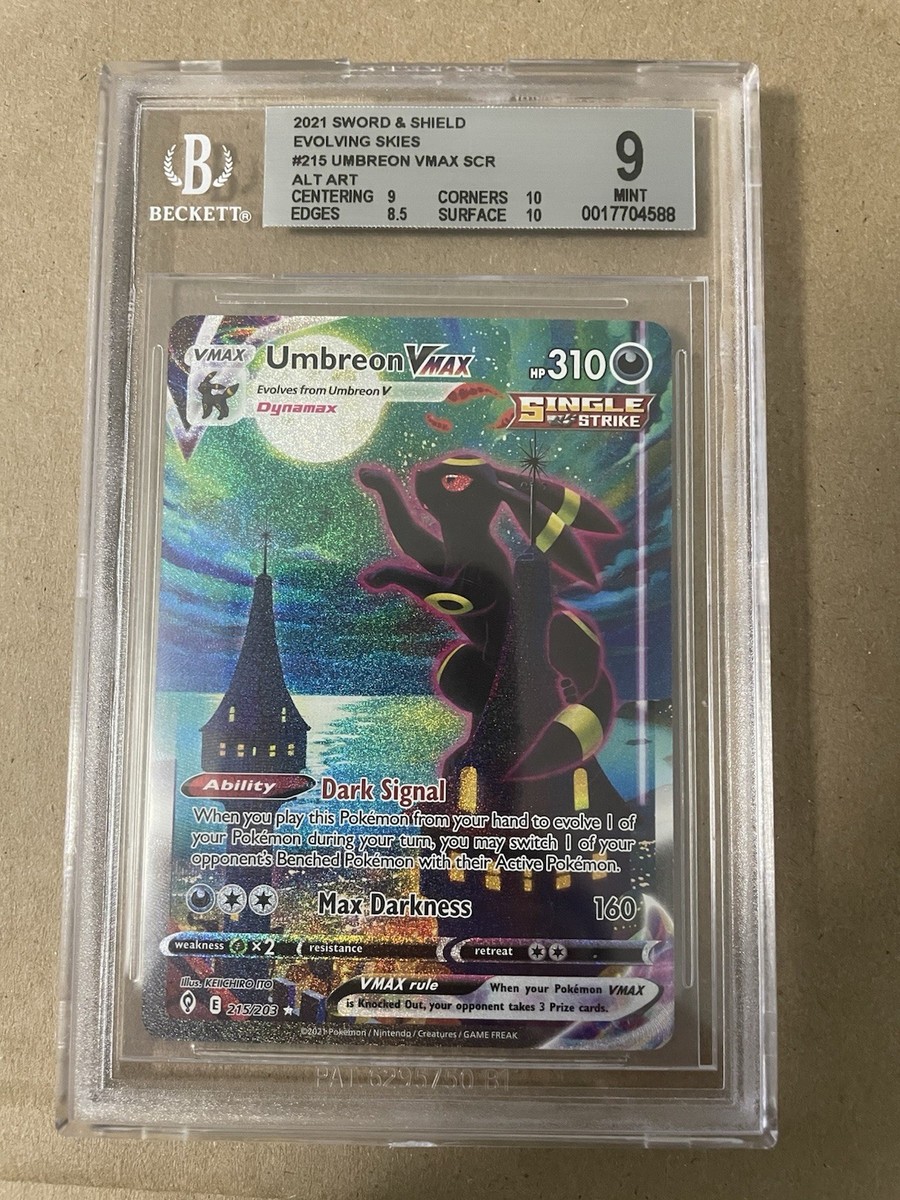 2021 SWORD & SHIELD
EVOLVING SKIES
#215 UMBREON VMAX SCR
ALT ART
CENTERING 9 CORNERS 10
EDGES 8.5 SURFACE 10
9
MINT
0017704588
B
BECKETT®
VMAX
Umbreon VMAX
HP 310
Evolves from Umbreon V
Dynamax
SINGLE
STRIKE
Ability Dark Signal
When you play this Pokémon from your hand to evolve 1 of
your Pokémon during your turn, you may switch 1 of your
opponent's Benched Pokémon with their Active Pokémon.
Max Darkness 160
weakness ×2 resistance retreat
illus. KEIICHIRO ITO
E 215/203
VMAX rule When your Pokémon VMAX
is Knocked Out, your opponent takes 3 Prize cards.
©2021 Pokémon / Nintendo / Creatures / GAME FREAK